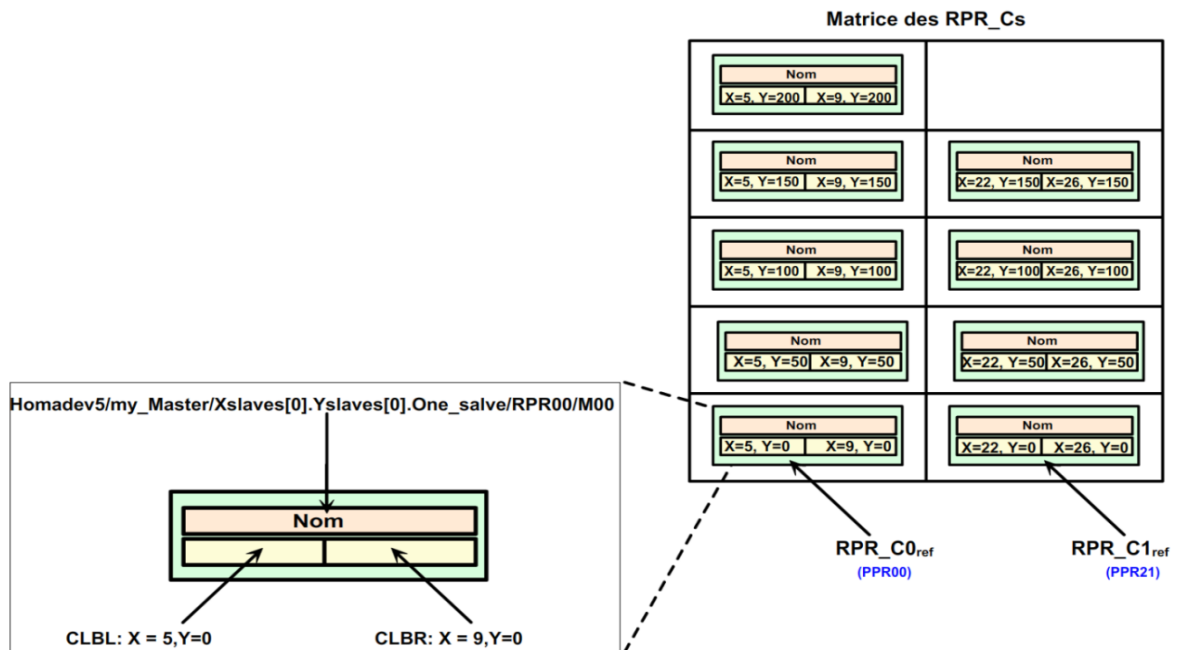 Matrice des RPR_Cs
Nom
X=5, Y=200 X=9, Y=200
Nom Nom
X=5, Y=150 X=9, Y=150 X=22, Y=150 X=26, Y=150
Nom Nom
X=5, Y=100 X=9, Y=100 X=22, Y=100 X=26, Y=100
Nom Nom
X=5, Y=50 X=9, Y=50 X=22, Y=50 X=26, Y=50
Nom Nom
X=5, Y=0 X=9, Y=0 X=22, Y=0 X=26, Y=0
RPR_C0ref RPR_C1ref
(PPR00) (PPR21)
Homadev5/my_Master/Xslaves[0].Yslaves[0].One_salve/RPR00/M00
Nom
CLBL: X = 5,Y=0 CLBR: X = 9,Y=0